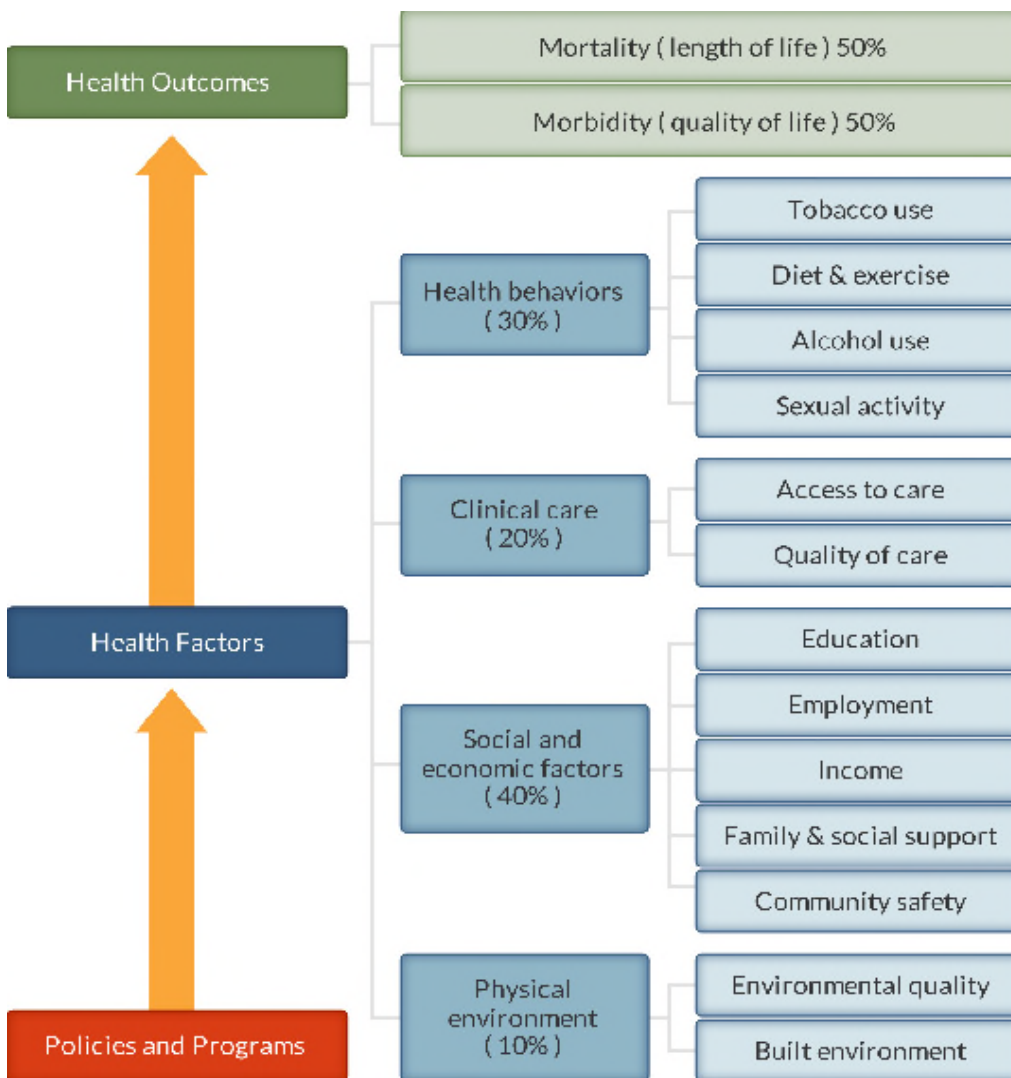 Health Outcomes
Mortality ( length of life ) 50%
Morbidity ( quality of life ) 50%
Health Factors
Health behaviors
( 30% )
Tobacco use
Diet & exercise
Alcohol use
Sexual activity
Clinical care
( 20% )
Access to care
Quality of care
Social and
economic factors
( 40% )
Education
Employment
Income
Family & social support
Community safety
Physical
environment
( 10% )
Environmental quality
Built environment
Policies and Programs